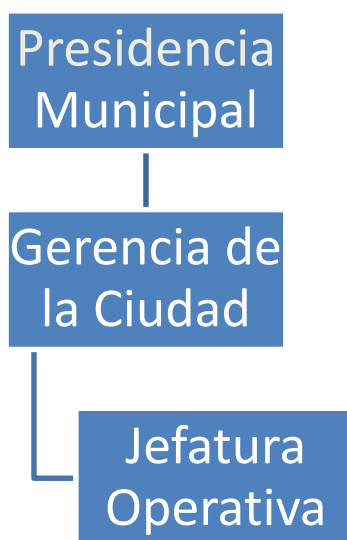 Presidencia
Municipal
Gerencia de
la Ciudad
Jefatura
Operativa